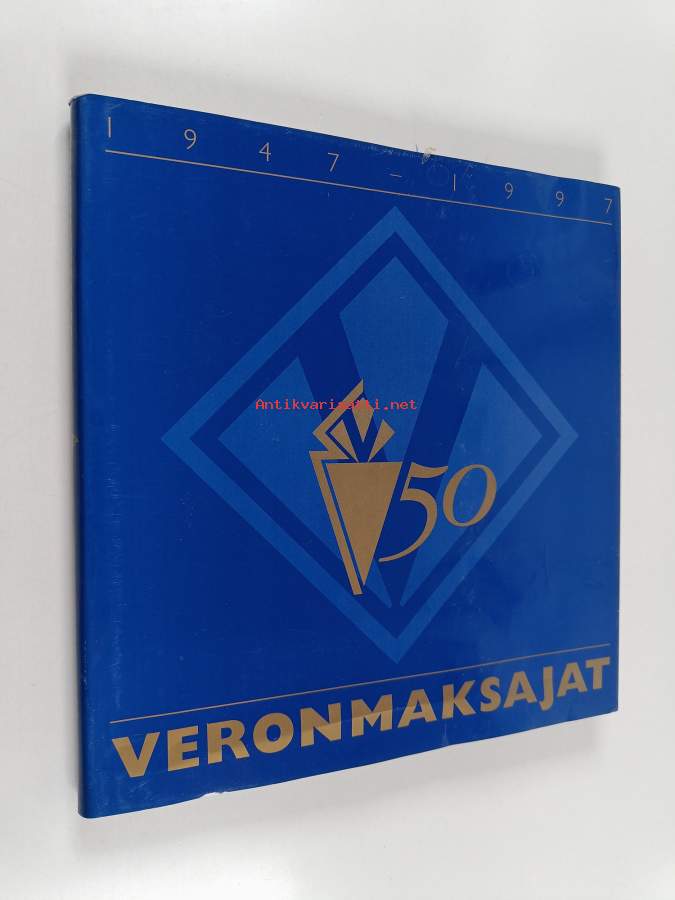 1947-1997
Antikvariaatti.net
V
50
VERONMAKSAJAT